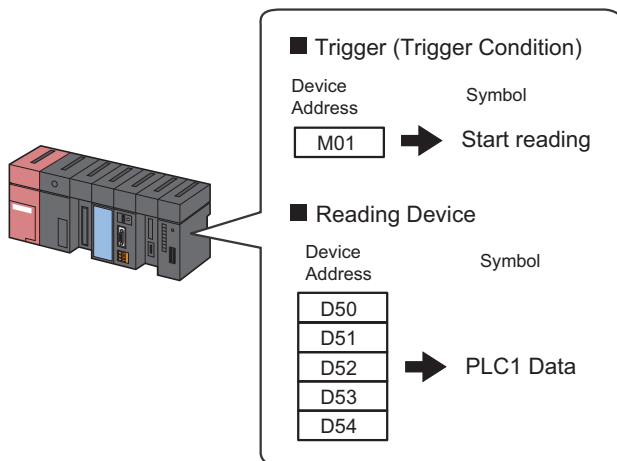 ■ Trigger (Trigger Condition)
Device
Address
Symbol
M01
Start reading
■ Reading Device
Device
Address
Symbol
D50
D51
D52
D53
D54
PLC1 Data